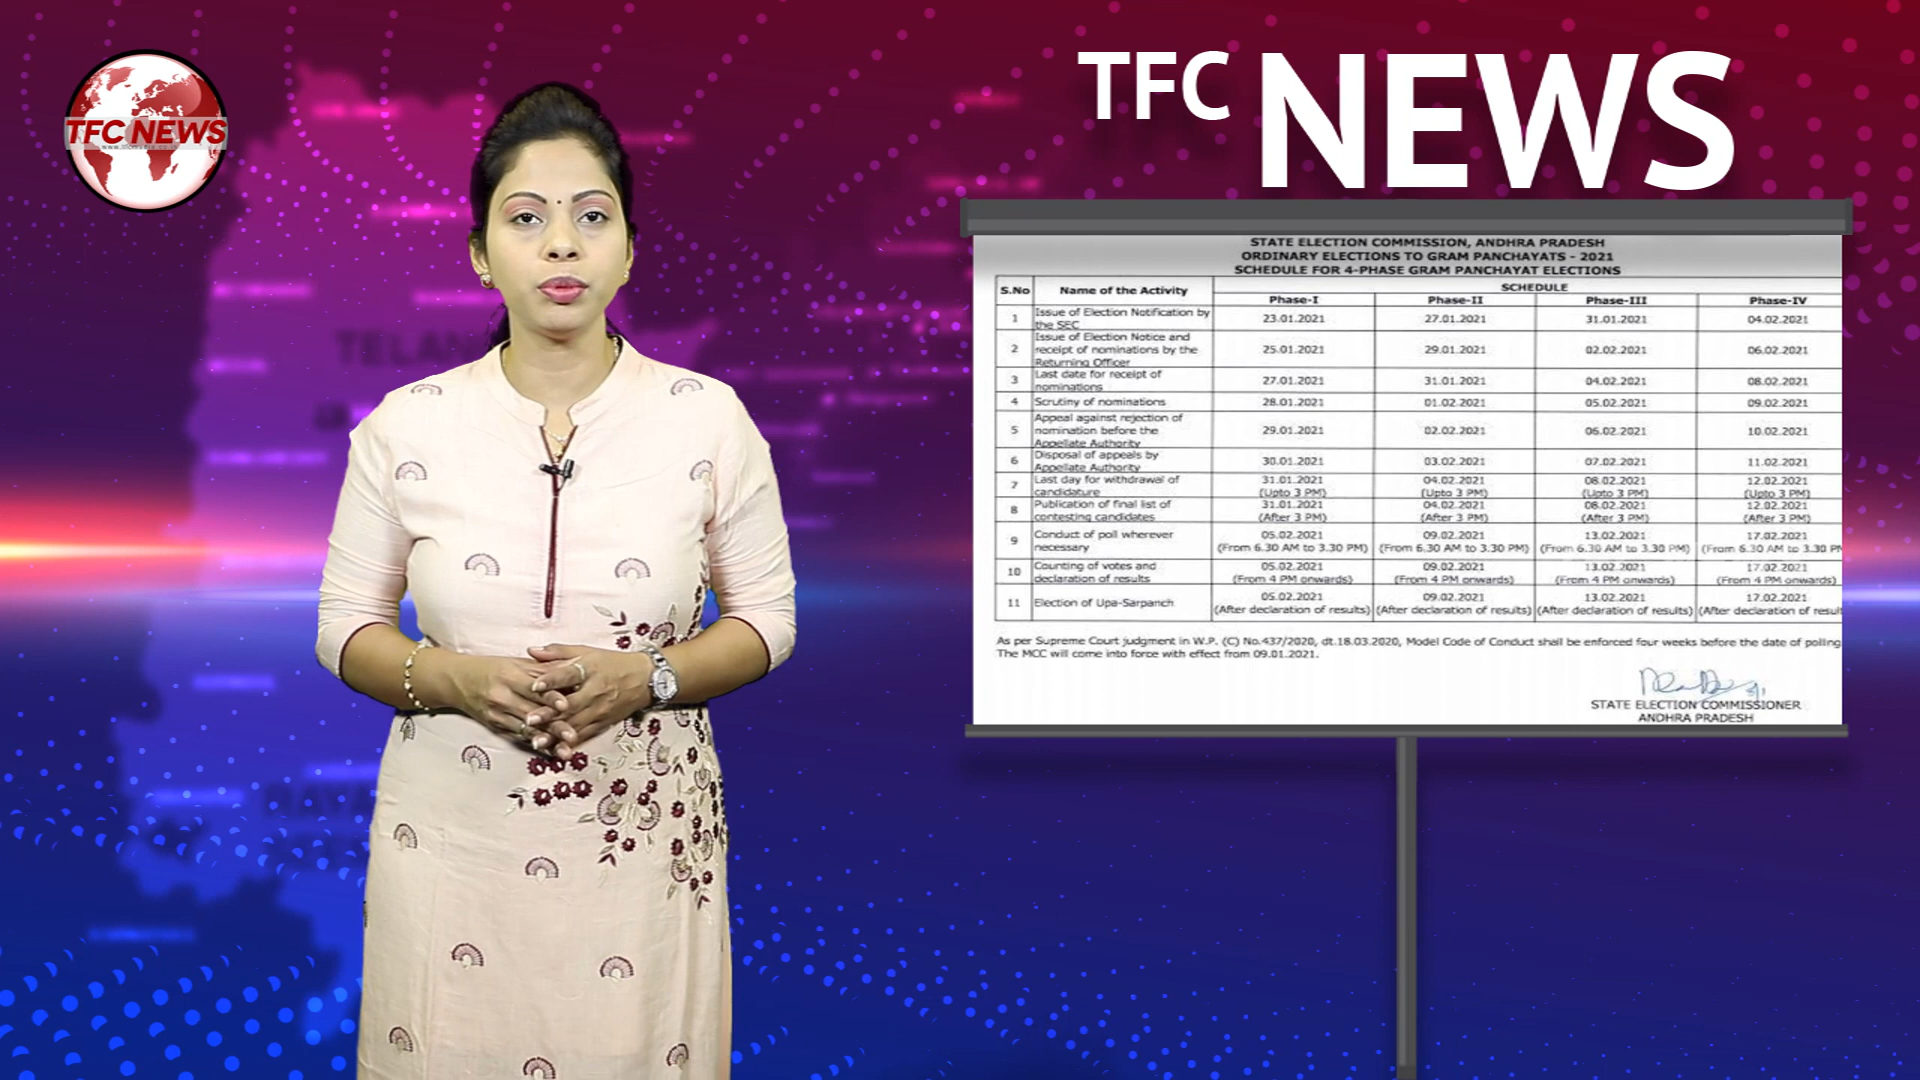 TFC NEWS
www.tfcmedia.co.in
TFC NEWS
STATE ELECTION COMMISSION, ANDHRA PRADESH
ORDINARY ELECTIONS TO GRAM PANCHAYATS - 2021
SCHEDULE FOR 4-PHASE GRAM PANCHAYAT ELECTIONS
S.No Name of the Activity SCHEDULE
Phase-I Phase-II Phase-III Phase-IV
1 Issue of Election Notification by the SEC 23.01.2021 27.01.2021 31.01.2021 04.02.2021
2 Issue of Election Notice and receipt of nominations by the Returning Officer 25.01.2021 29.01.2021 02.02.2021 06.02.2021
3 Last date for receipt of nominations 27.01.2021 31.01.2021 04.02.2021 08.02.2021
4 Scrutiny of nominations 28.01.2021 01.02.2021 05.02.2021 09.02.2021
5 Appeal against rejection of nomination before the Appellate Authority 29.01.2021 02.02.2021 06.02.2021 10.02.2021
6 Disposal of appeals by Appellate Authority 30.01.2021 03.02.2021 07.02.2021 11.02.2021
7 Last day for withdrawal of candidature 31.01.2021 (Upto 3 PM) 04.02.2021 (Upto 3 PM) 08.02.2021 (Upto 3 PM) 12.02.2021 (Upto 3 PM)
8 Publication of final list of contesting candidates 31.01.2021 (After 3 PM) 04.02.2021 (After 3 PM) 08.02.2021 (After 3 PM) 12.02.2021 (After 3 PM)
9 Conduct of poll wherever necessary 05.02.2021 (From 6.30 AM to 3.30 PM) 09.02.2021 (From 6.30 AM to 3.30 PM) 13.02.2021 (From 6.30 AM to 3.30 PM) 17.02.2021 (From 6.30 AM to 3.30 PM
10 Counting of votes and declaration of results 05.02.2021 (From 4 PM onwards) 09.02.2021 (From 4 PM onwards) 13.02.2021 (From 4 PM onwards) 17.02.2021 (From 4 PM onwards)
11 Election of Upa-Sarpanch 05.02.2021 (After declaration of results) 09.02.2021 (After declaration of results) 13.02.2021 (After declaration of results) 17.02.2021 (After declaration of resul
As per Supreme Court judgment in W.P. (C) No.437/2020, dt.18.03.2020, Model Code of Conduct shall be enforced four weeks before the date of polling
The MCC will come into force with effect from 09.01.2021.
STATE ELECTION COMMISSIONER
ANDHRA PRADESH